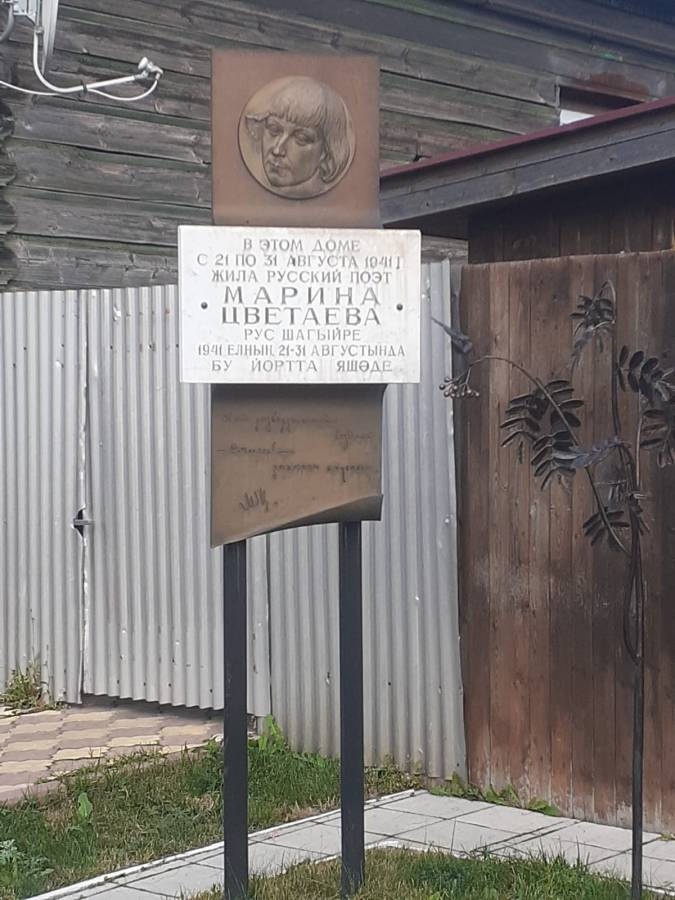 В ЭТОМ ДОМЕ
С 21 ПО 31 АВГУСТА 1941 Г
ЖИЛА РУССКИЙ ПОЭТ
МАРИНА
ЦВЕТАЕВА
РУС ШАГЫЙРЕ
1941 ЕЛНЫҢ 21-31 АВГУСТЫНДА
БУ ЙОРТТА ЯШӘДЕ